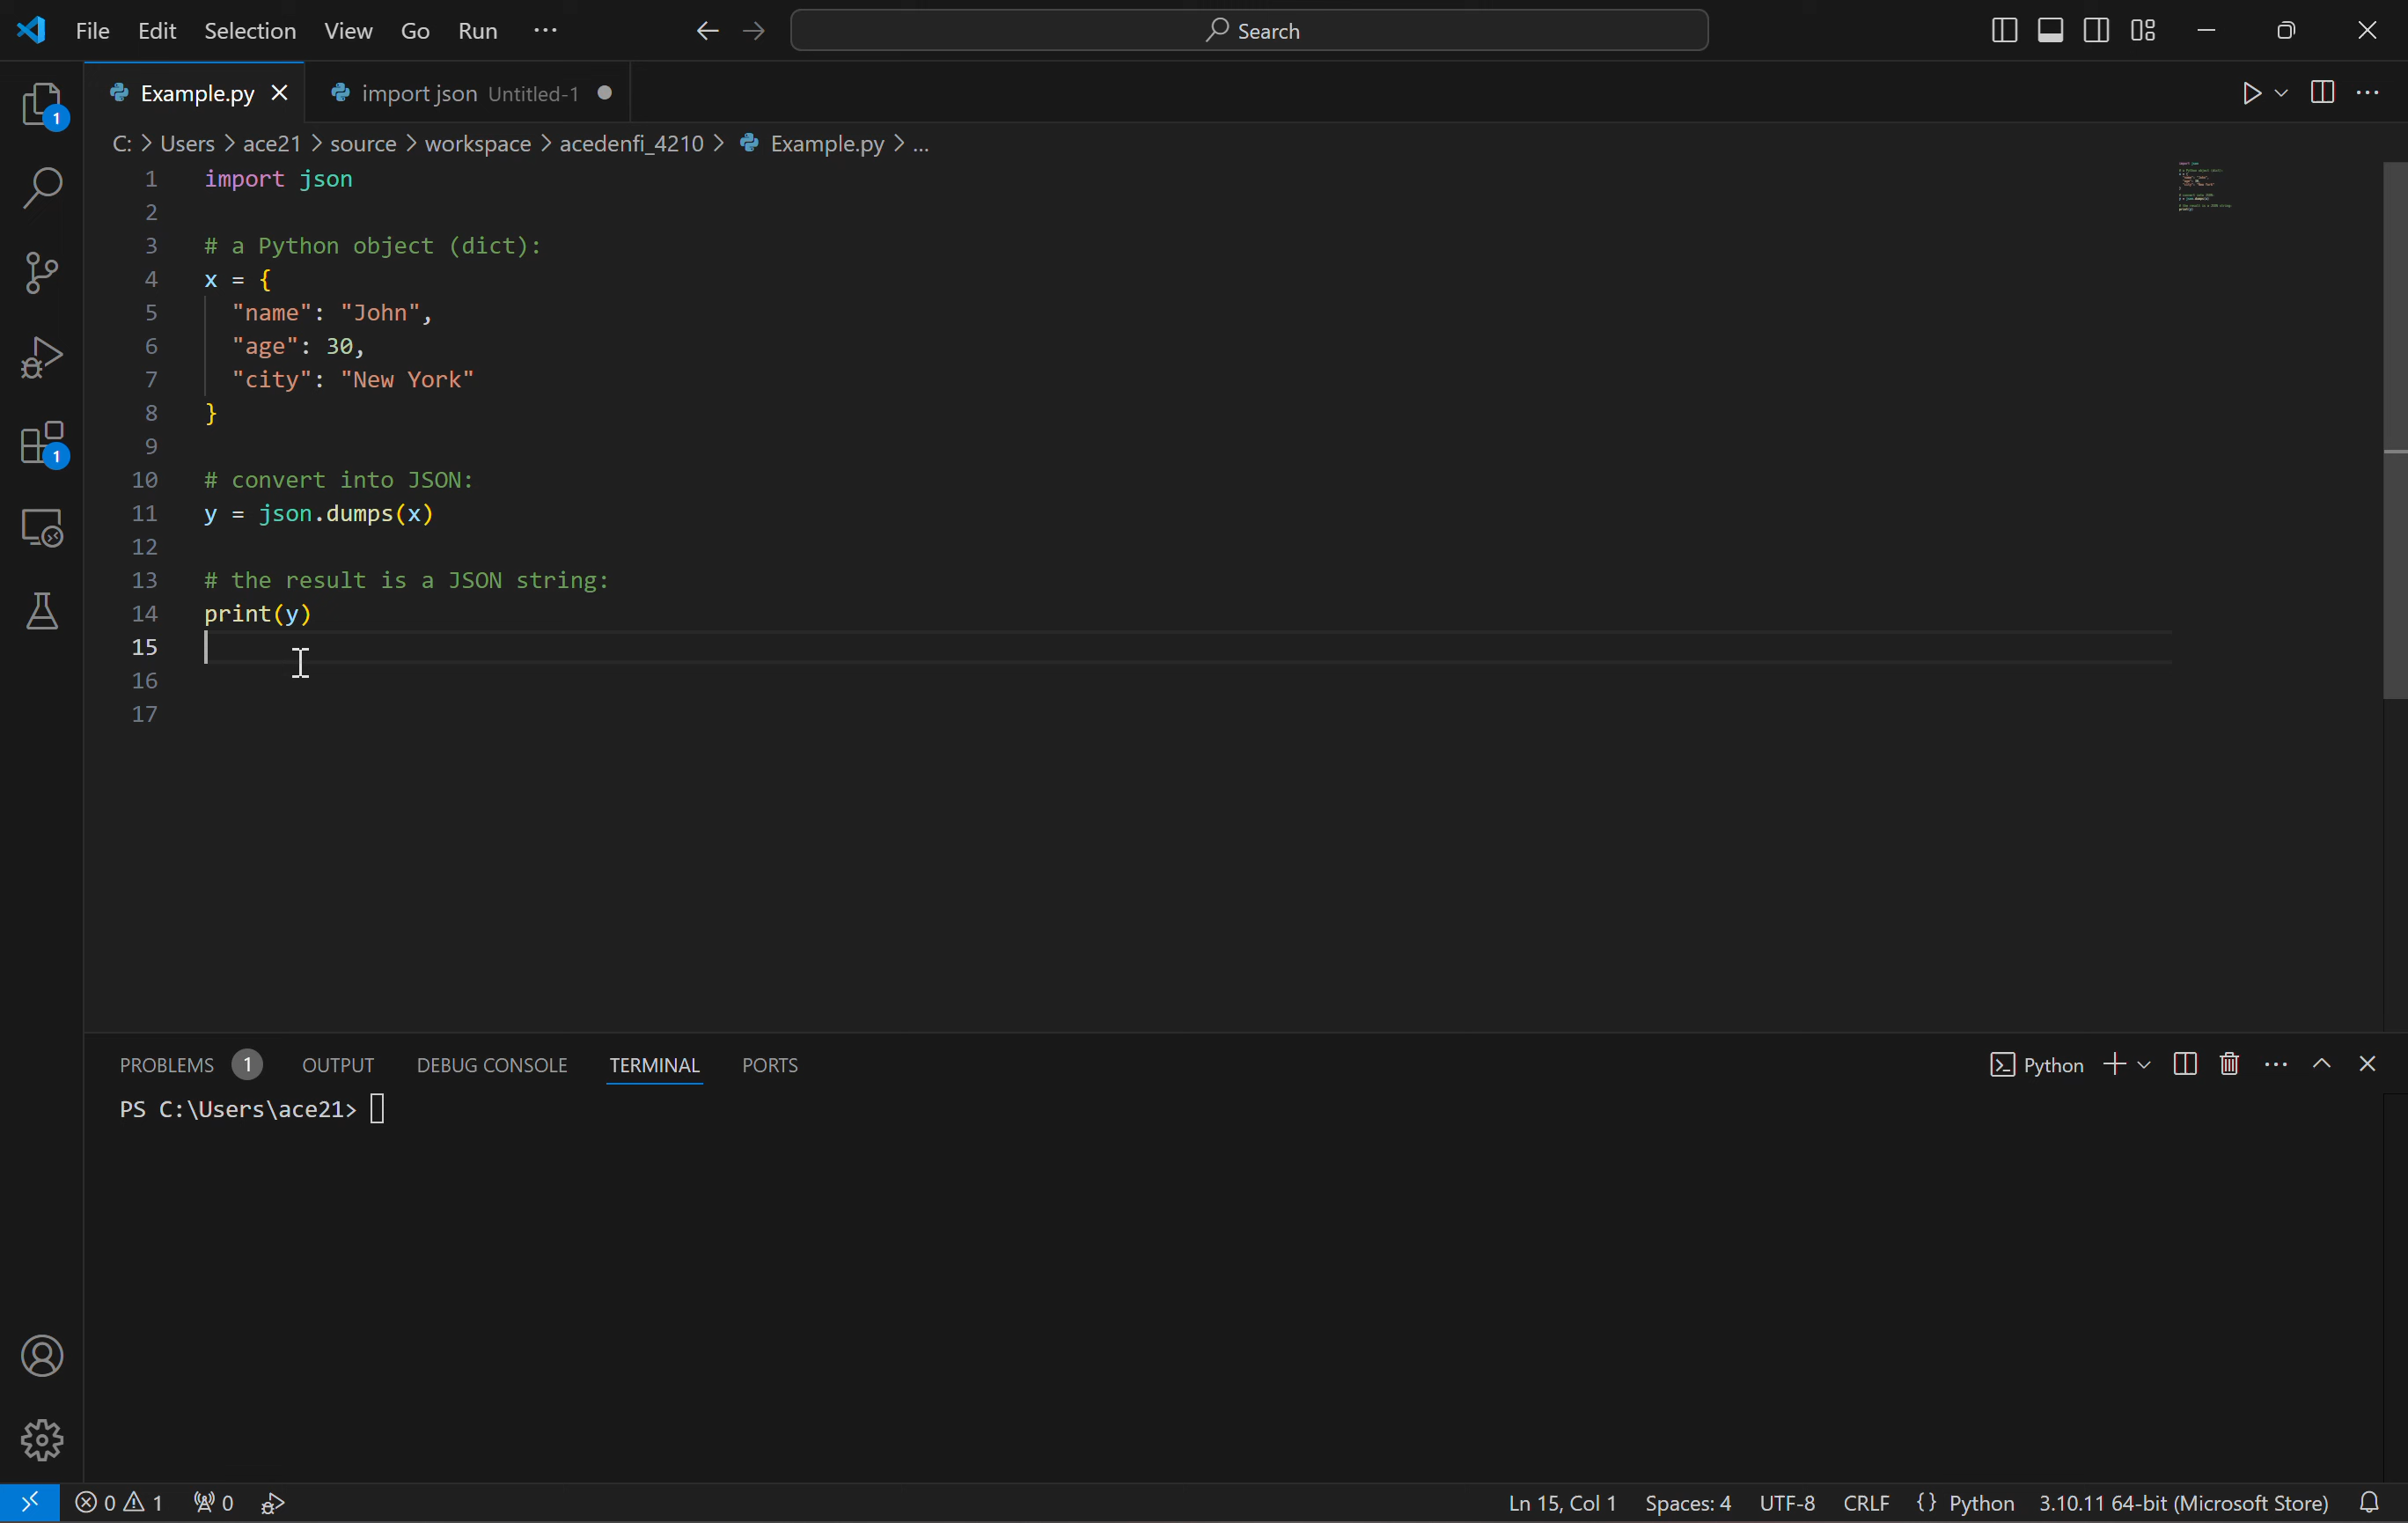 File Edit Selection View Go Run ... Search
Example.py import json Untitled-1
C: > Users > ace21 > source > workspace > acedenfi_4210 > Example.py > ...
1 import json
2
3 # a Python object (dict):
4 x = {
5 "name": "John",
6 "age": 30,
7 "city": "New York"
8 }
9
10 # convert into JSON:
11 y = json.dumps(x)
12
13 # the result is a JSON string:
14 print(y)
15
16
17
1
1
PROBLEMS 1 OUTPUT DEBUG CONSOLE TERMINAL PORTS Python
PS C:\Users\ace21>
0 1 0 Ln 15, Col 1 Spaces: 4 UTF-8 CRLF {} Python 3.10.11 64-bit (Microsoft Store)